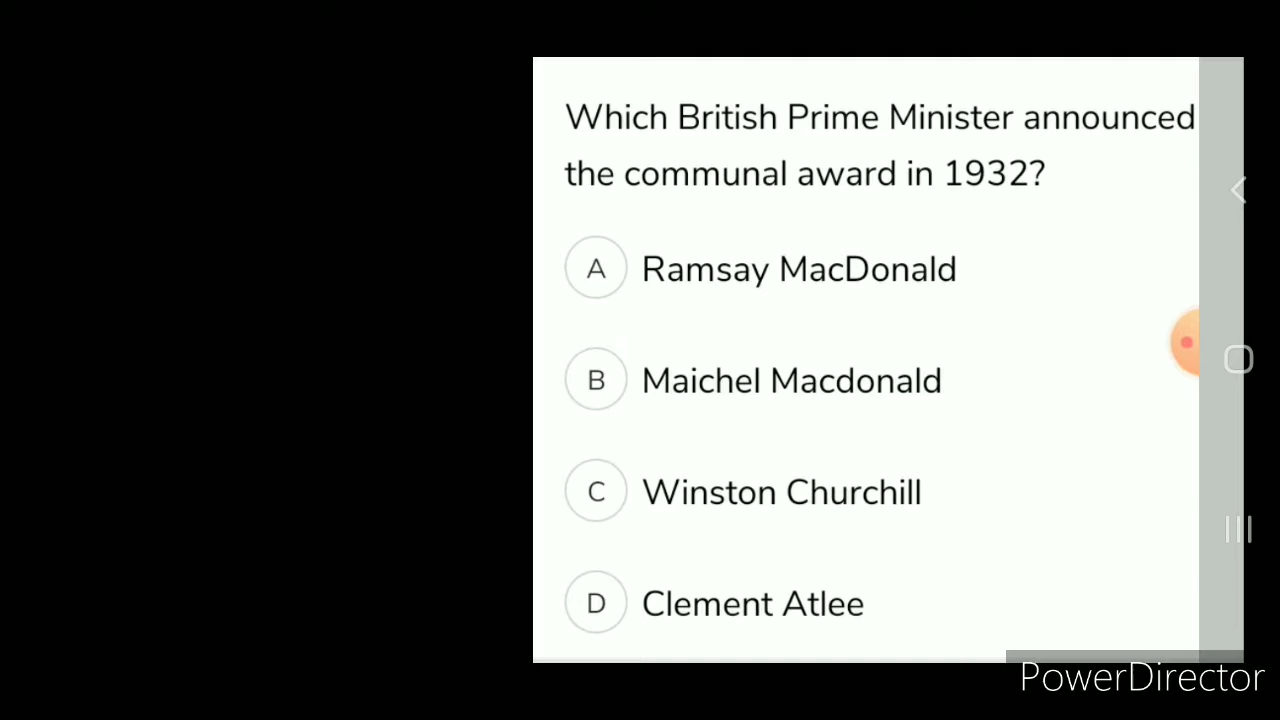 Which British Prime Minister announced
the communal award in 1932?
A Ramsay MacDonald
B Maichel Macdonald
C Winston Churchill
D Clement Atlee
PowerDirector